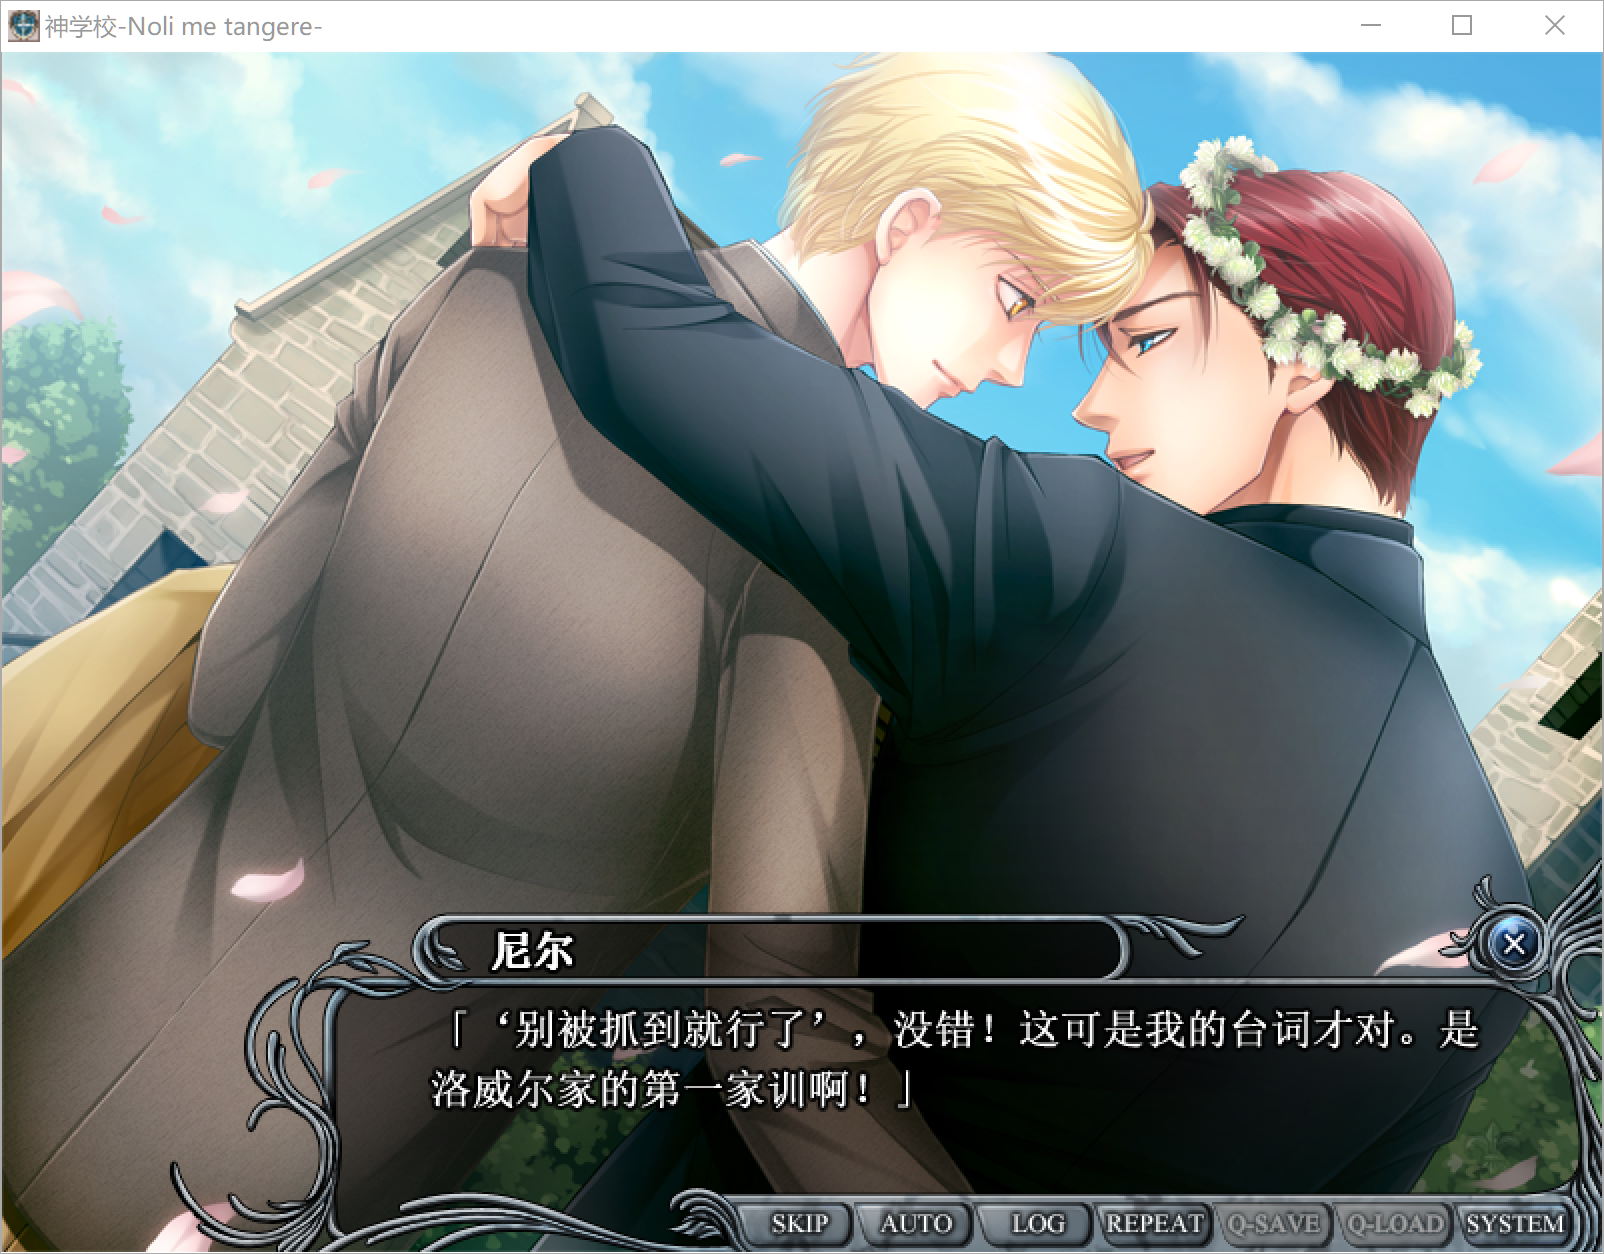 神学校-Noli me tangere-
尼尔
「‘别被抓到就行了’，没错！这可是我的台词才对。是
洛威尔家的第一家训啊！」
SKIP AUTO LOG REPEAT Q-SAVE Q-LOAD SYSTEM